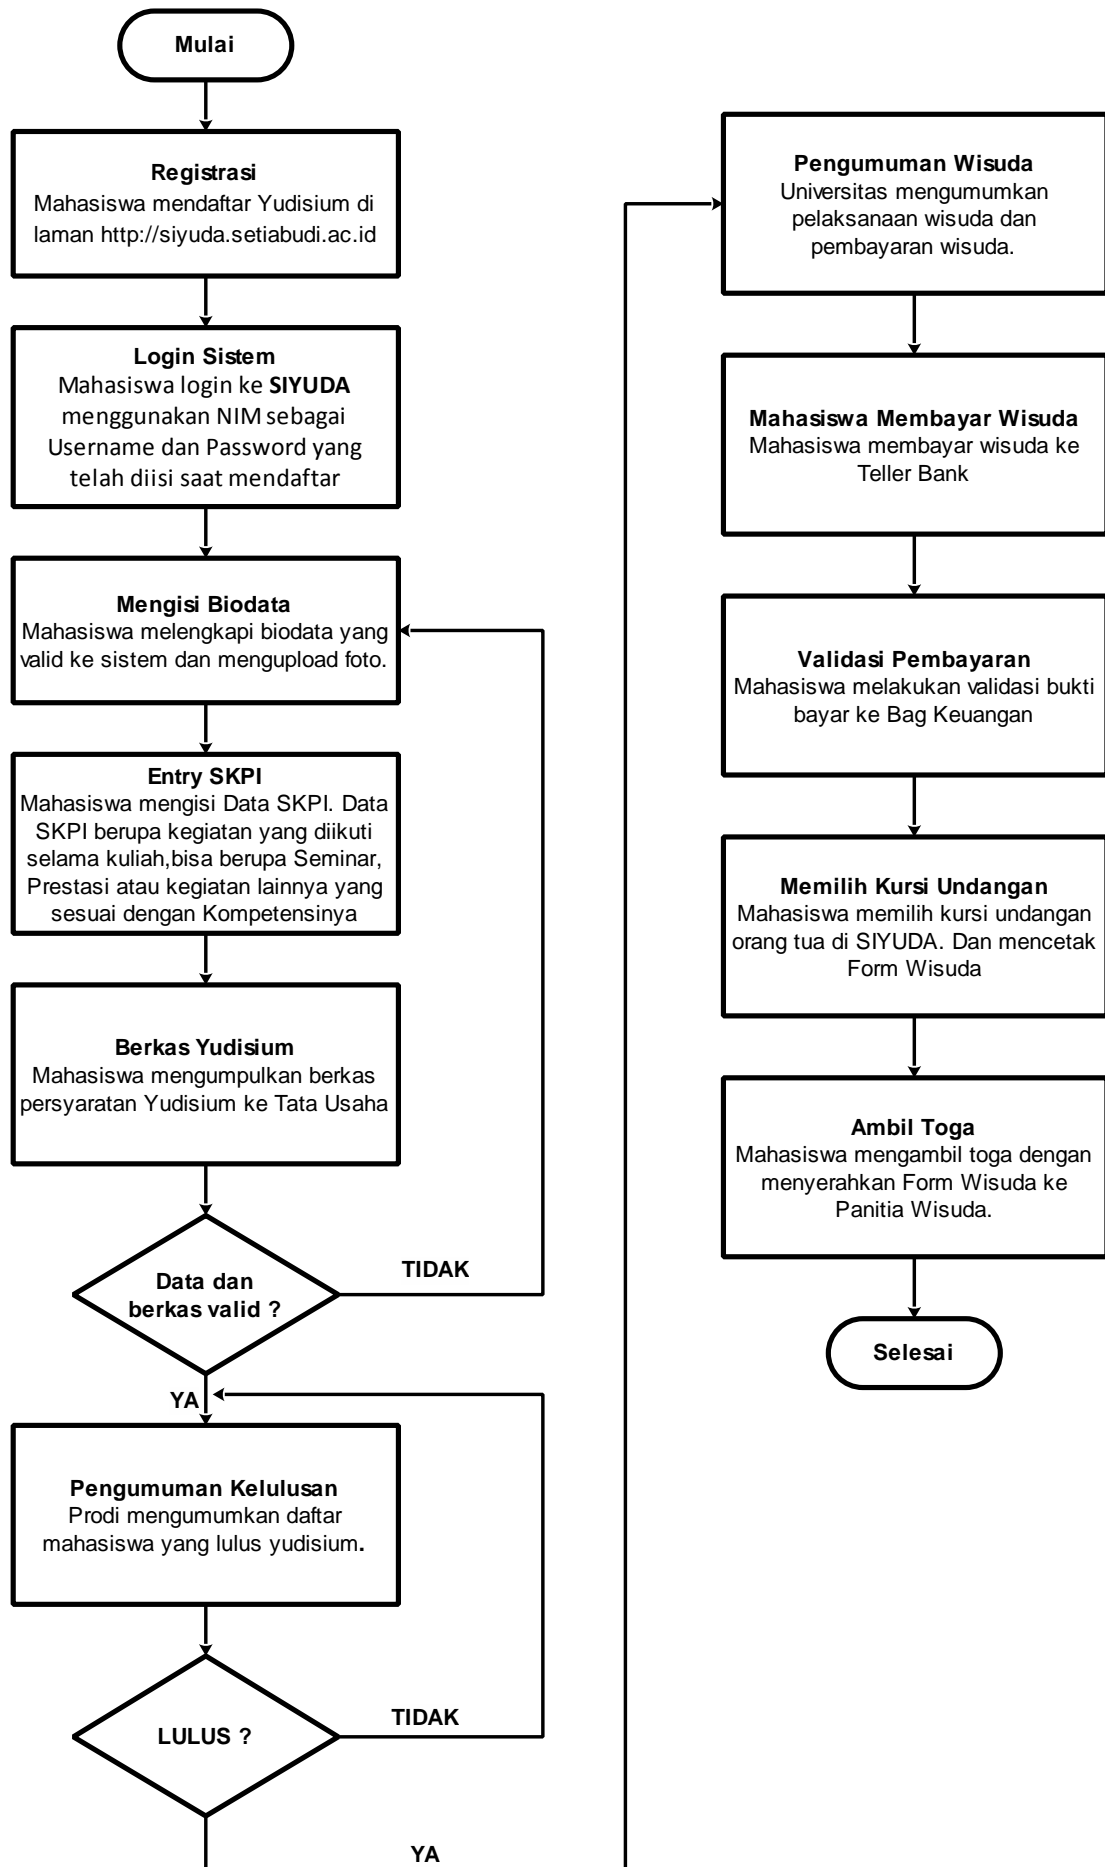 Mulai
Registrasi
Mahasiswa mendaftar Yudisium di
laman http://siyuda.setiabudi.ac.id
Login Sistem
Mahasiswa login ke SIYUDA
menggunakan NIM sebagai
Username dan Password yang
telah diisi saat mendaftar
Mengisi Biodata
Mahasiswa melengkapi biodata yang
valid ke sistem dan mengupload foto.
Entry SKPI
Mahasiswa mengisi Data SKPI. Data
SKPI berupa kegiatan yang diikuti
selama kuliah,bisa berupa Seminar,
Prestasi atau kegiatan lainnya yang
sesuai dengan Kompetensinya
Berkas Yudisium
Mahasiswa mengumpulkan berkas
persyaratan Yudisium ke Tata Usaha
Data dan
berkas valid ?
TIDAK
YA
Pengumuman Kelulusan
Prodi mengumumkan daftar
mahasiswa yang lulus yudisium.
LULUS ?
TIDAK
YA
Pengumuman Wisuda
Universitas mengumumkan
pelaksanaan wisuda dan
pembayaran wisuda.
Mahasiswa Membayar Wisuda
Mahasiswa membayar wisuda ke
Teller Bank
Validasi Pembayaran
Mahasiswa melakukan validasi bukti
bayar ke Bag Keuangan
Memilih Kursi Undangan
Mahasiswa memilih kursi undangan
orang tua di SIYUDA. Dan mencetak
Form Wisuda
Ambil Toga
Mahasiswa mengambil toga dengan
menyerahkan Form Wisuda ke
Panitia Wisuda.
Selesai